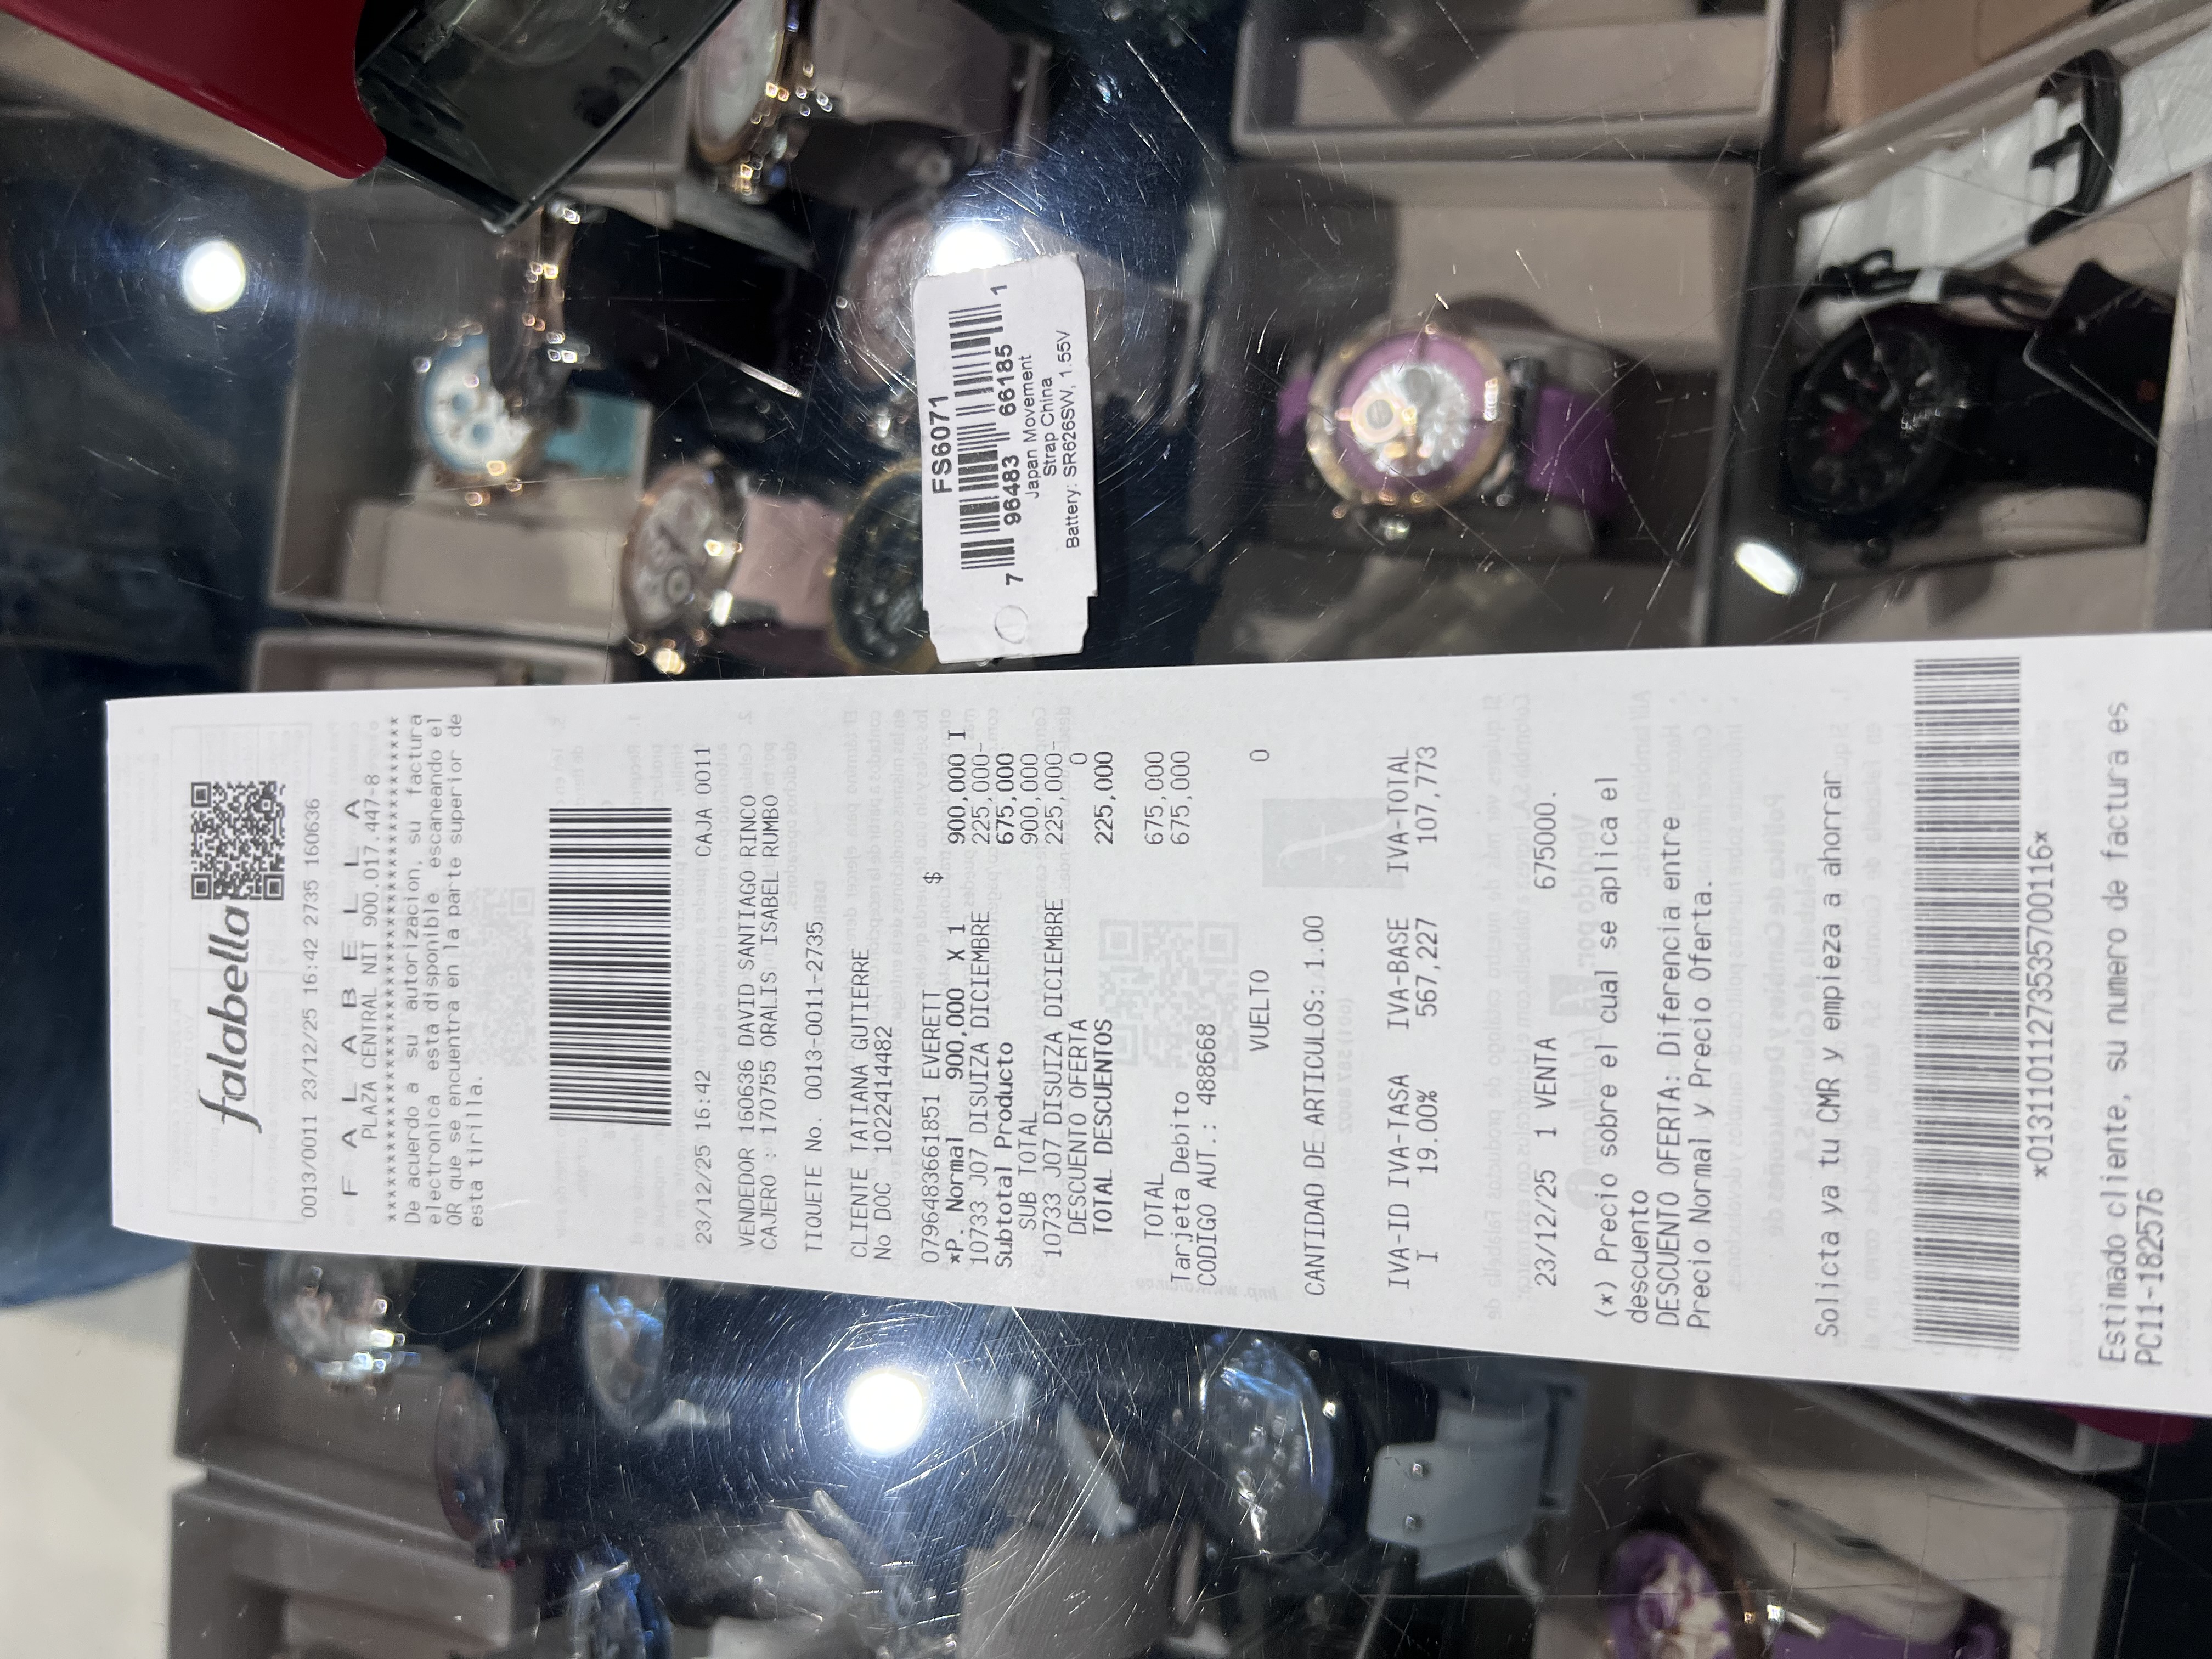 falabella
0013/0011 23/12/25 16:42 2735 160636
F A L A B E L L A
PLAZA CENTRAL NIT 900.017.447-8
****************************************
De acuerdo a su autorizacion, su factura
electronica esta disponible escaneando el
QR que se encuentra en la parte superior de
esta tirilla.
23/12/25 16:42 CAJA 0011
VENDEDOR 160636 DAVID SANTIAGO RINCO
CAJERO : 170755 ORALIS ISABEL RUMBO
TIQUETE No. 0013-0011-2735
CLIENTE TATIANA GUTIERRE
No DOC 1022414482
$
0796483661851 EVERETT
*P. Normal 900,000 X 1 900,000 I
10733 J07 DISUIZA DICIEMBRE 225,000-
Subtotal Producto 675,000
SUB TOTAL 900,000
10733 J07 DISUIZA DICIEMBRE 225,000-
DESCUENTO OFERTA 0
TOTAL DESCUENTOS 225,000
TOTAL 675,000
Tarjeta Debito 675,000
CODIGO AUT.: 488668
VUELTO 0
CANTIDAD DE ARTICULOS: 1.00
IVA-ID IVA-TASA IVA-BASE IVA-TOTAL
I 19.00% 567,227 107,773
23/12/25 1 VENTA 675000.
(*) Precio sobre el cual se aplica el
descuento
DESCUENTO OFERTA: Diferencia entre
Precio Normal y Precio Oferta.
Solicta ya tu CMR y empieza a ahorrar
*01311011273535700116*
Estimado cliente, su numero de factura es
PC11-182576
FS6071
7 96483 66185 1
Japan Movement
Strap China
Battery: SR626SW, 1.55V